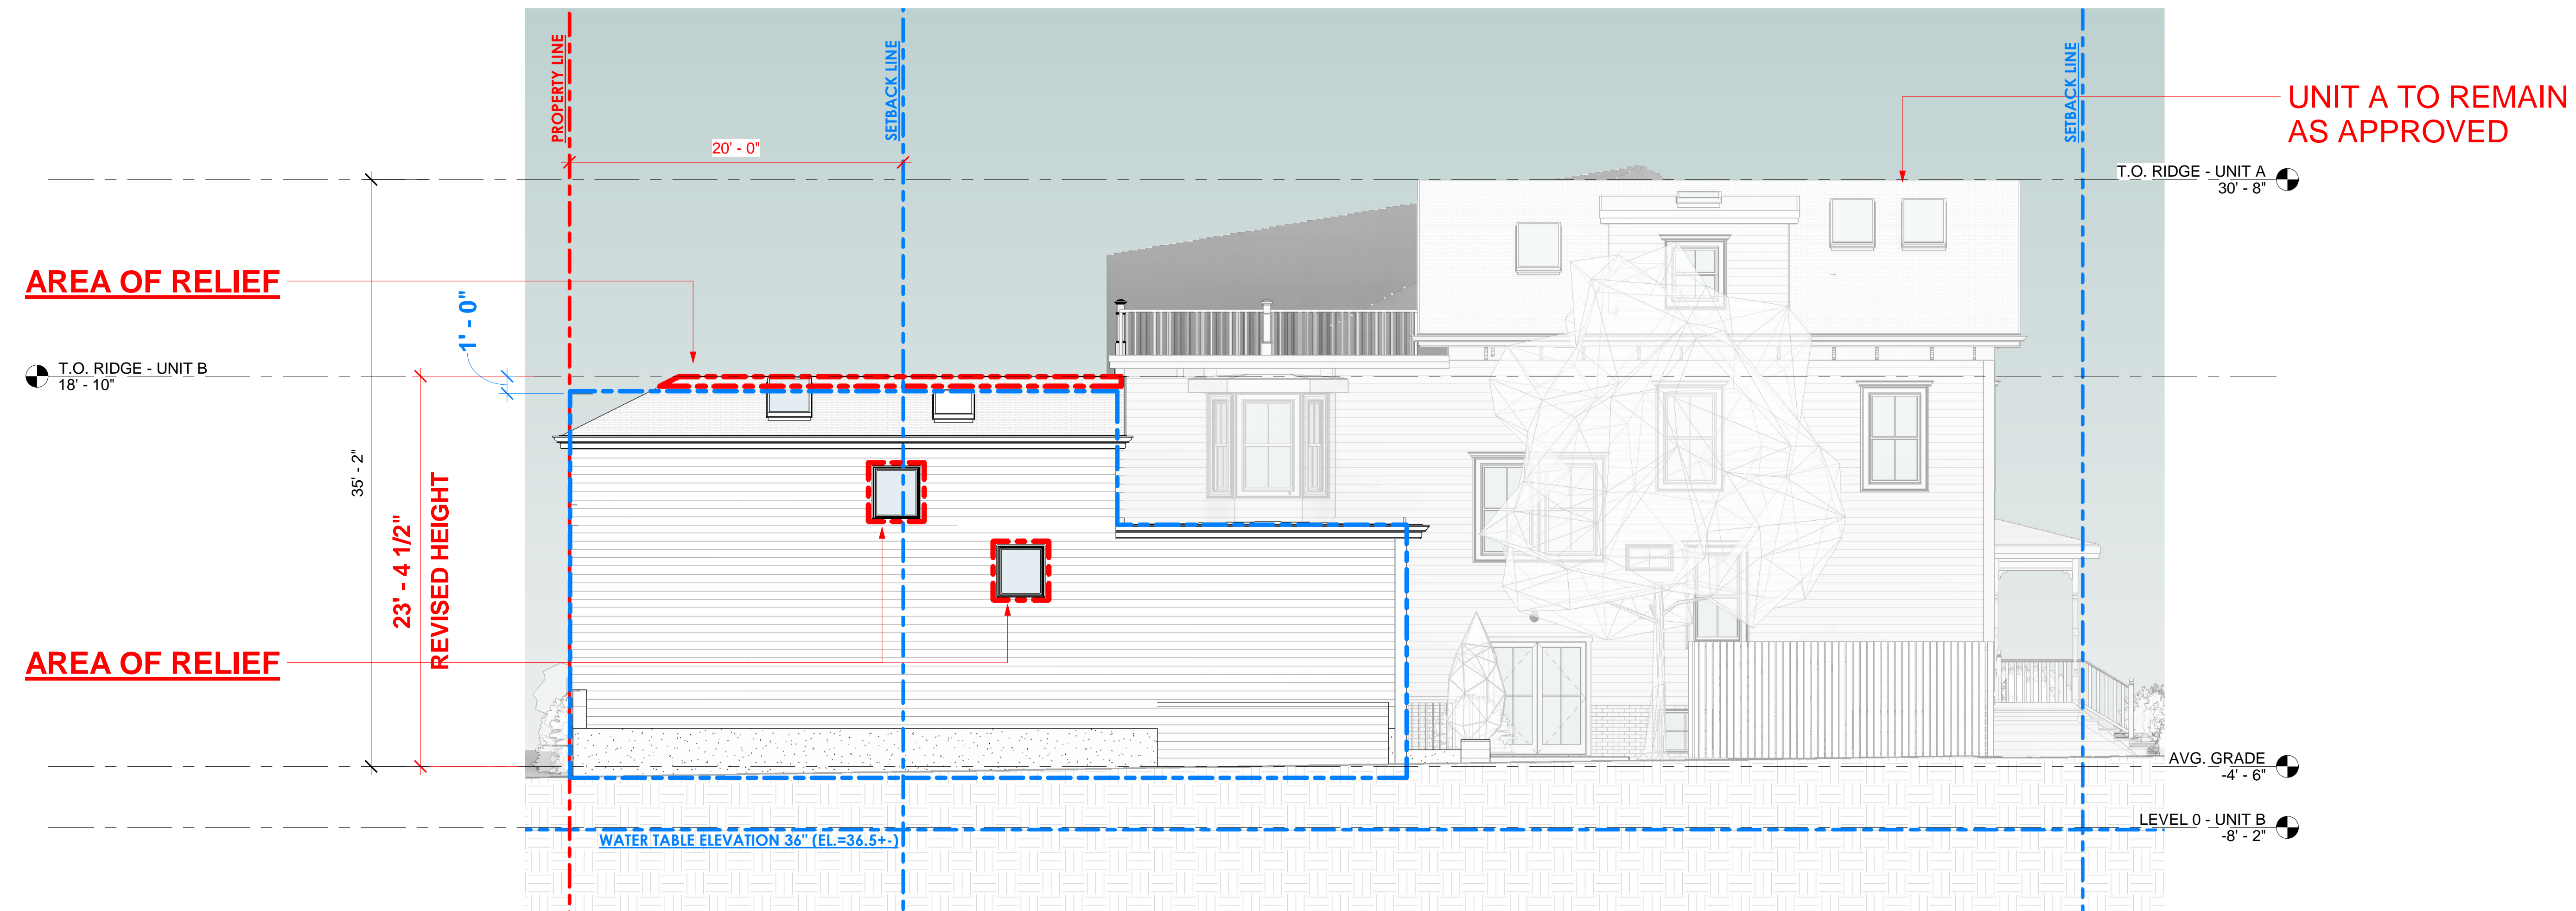 PROPERTY LINE
SETBACK LINE
SETBACK LINE
UNIT A TO REMAIN
AS APPROVED
20' - 0"
T.O. RIDGE - UNIT A
30' - 8"
AREA OF RELIEF
1' - 0"
T.O. RIDGE - UNIT B
18' - 10"
35' - 2"
23' - 4 1/2"
REVISED HEIGHT
AREA OF RELIEF
AVG. GRADE
-4' - 6"
LEVEL 0 - UNIT B
-8' - 2"
WATER TABLE ELEVATION 36" (EL.=36.5+-)